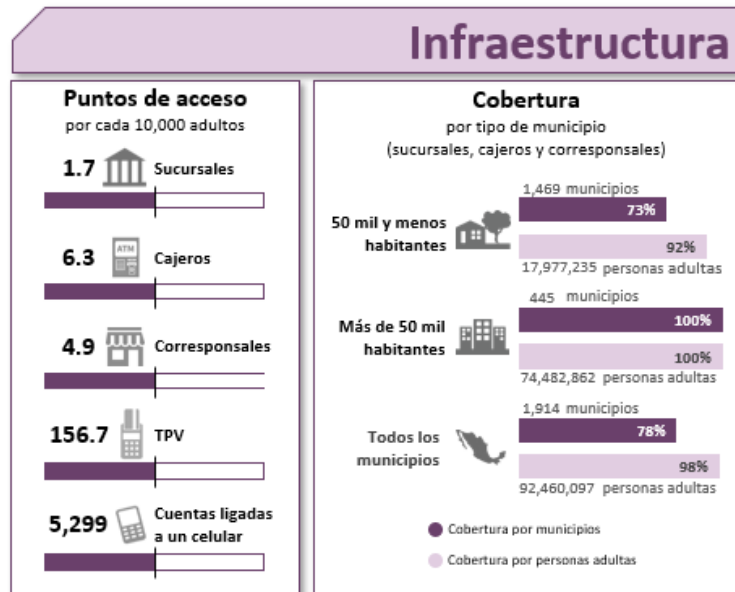 Infraestructura
Puntos de acceso
por cada 10,000 adultos
1.7 Sucursales
6.3 ATM Cajeros
4.9 Corresponsales
156.7 TPV
5,299 Cuentas ligadas
a un celular
Cobertura
por tipo de municipio
(sucursales, cajeros y corresponsales)
50 mil y menos
habitantes
1,469 municipios
73%
92%
17,977,235 personas adultas
Más de 50 mil
habitantes
445 municipios
100%
100%
74,482,862 personas adultas
Todos los
municipios
1,914 municipios
78%
98%
92,460,097 personas adultas
Cobertura por municipios
Cobertura por personas adultas